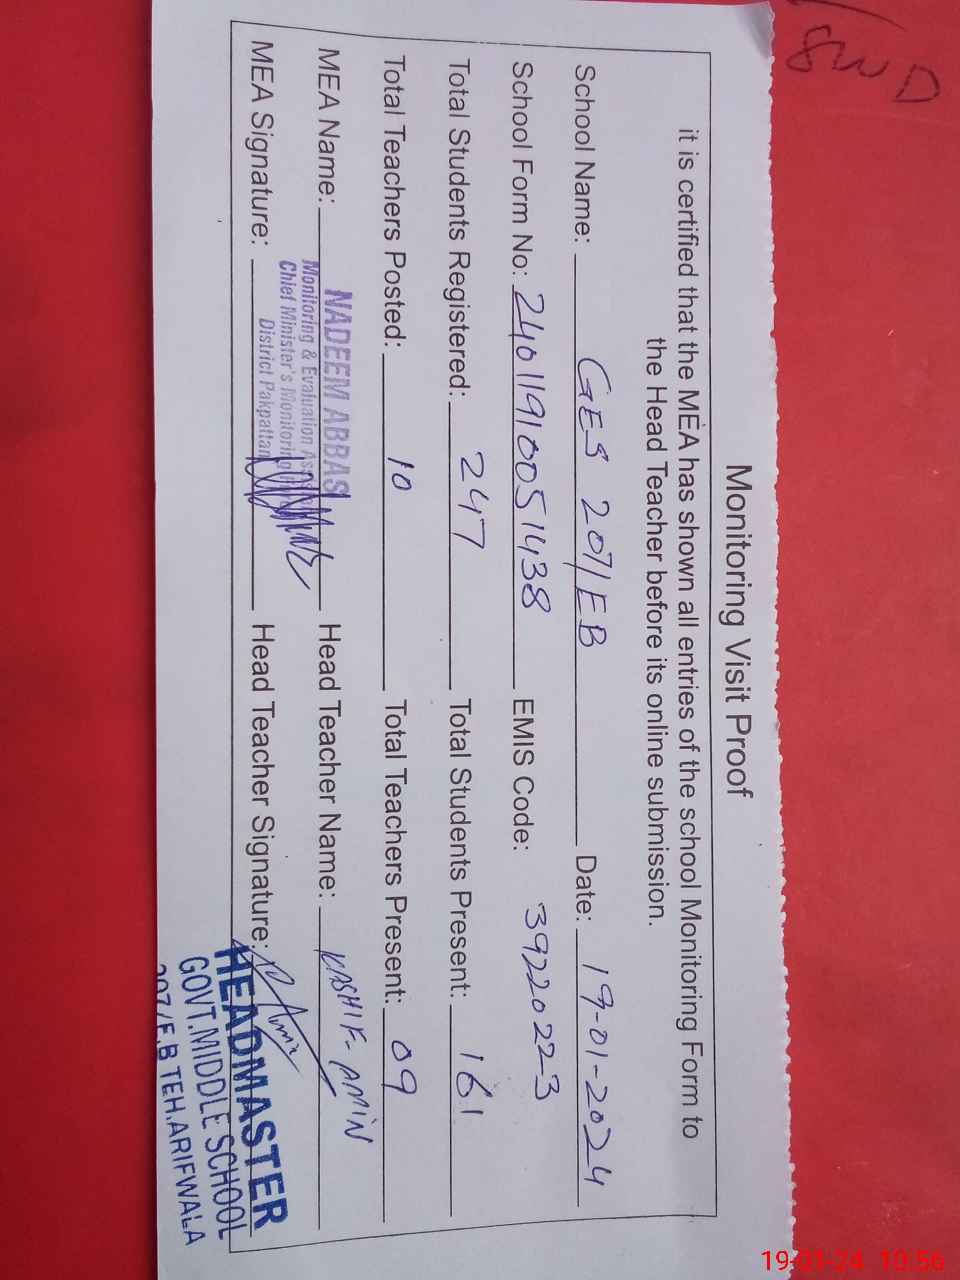 Monitoring Visit Proof
it is certified that the MEA has shown all entries of the school Monitoring Form to
the Head Teacher before its online submission.
School Name: GES 207/EB Date: 19-01-2024
School Form No: 24011910051438 EMIS Code: 39220223
Total Students Registered: 247 Total Students Present: 161
Total Teachers Posted: 10 Total Teachers Present: 09
MEA Name: NADEEM ABBAS Head Teacher Name: KASHIF AMIN
Monitoring & Evaluation
Chief Minister's Monitoring
District Pakpattan
MEA Signature: Head Teacher Signature:
HEADMASTER
GOVT.MIDDLE SCHOOL
207/E.B TEH.ARIFWALA
19-01-24 10:56